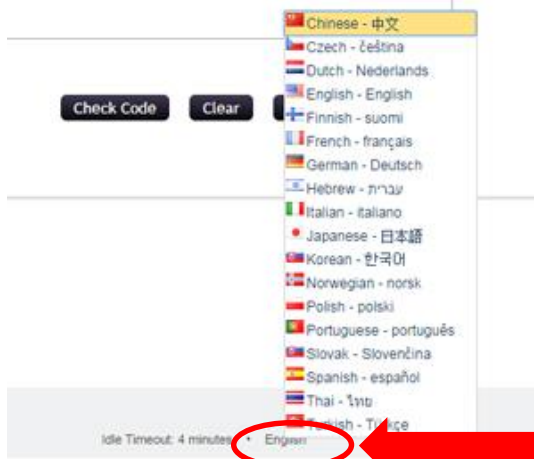 Check Code
Clear
Chinese - 中文
Czech - čeština
Dutch - Nederlands
English - English
Finnish - suomi
French - français
German - Deutsch
Hebrew - עברית
Italian - italiano
Japanese - 日本語
Korean - 한국어
Norwegian - norsk
Polish - polski
Portuguese - português
Slovak - Slovenčina
Spanish - español
Thai - ไทย
Turkish - Türkçe
Idle Timeout: 4 minutes • English